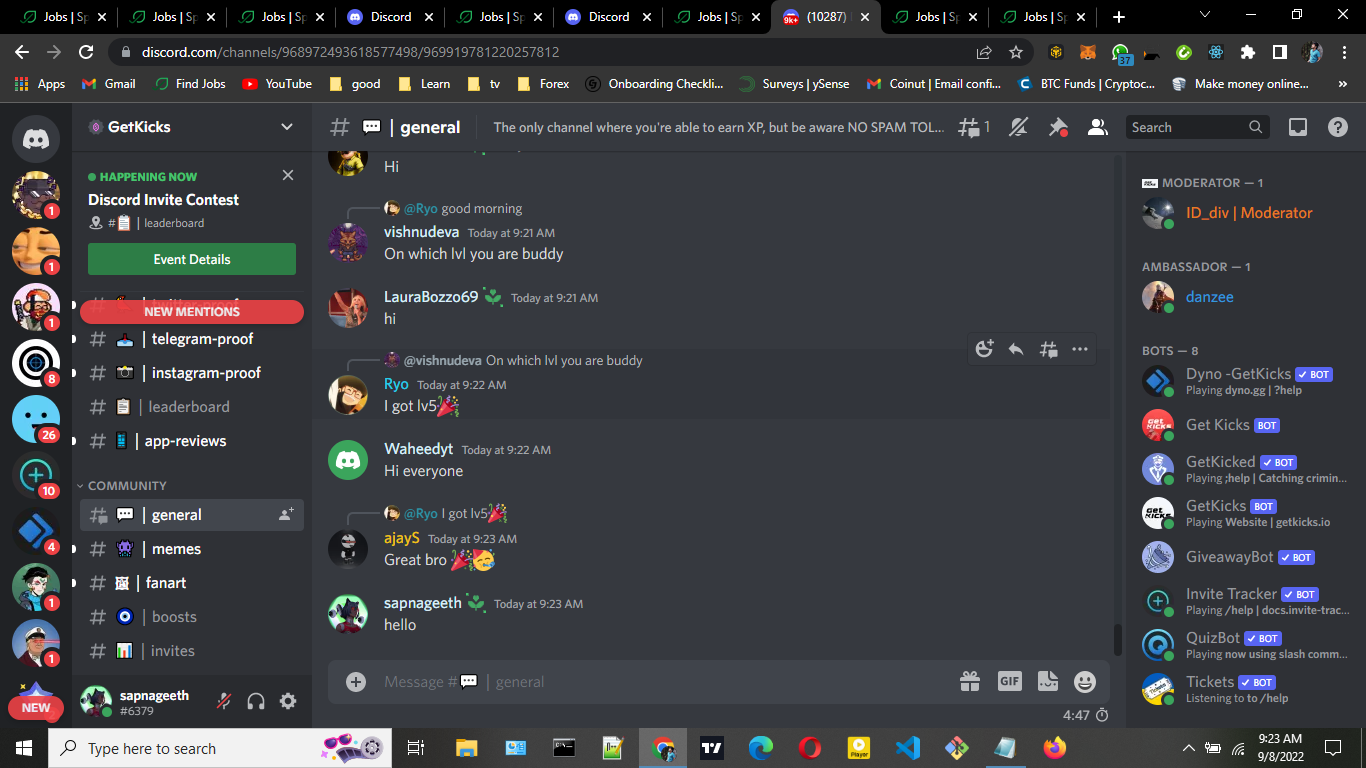 Jobs | Sp
Jobs | Sp
Jobs | Sp
Discord
Jobs | Sp
Discord
Jobs | Sp
9k+ (10287)
Jobs | Sp
Jobs | Sp
discord.com/channels/968972493618577498/969919781220257812
37
Apps
Gmail
Find Jobs
YouTube
good
Learn
tv
Forex
Onboarding Checkli...
Surveys | ySense
Coinut | Email confi...
BTC Funds | Cryptoc...
Make money online...
»
1
1
1
8
26
10
4
1
1
NEW
GetKicks
HAPPENING NOW
Discord Invite Contest
# | leaderboard
Event Details
NEW MENTIONS
# | telegram-proof
# | instagram-proof
# | leaderboard
# | app-reviews
COMMUNITY
# | general
# | memes
# | fanart
# | boosts
# | invites
sapnageeth
#6379
# | general
The only channel where you're able to earn XP, but be aware NO SPAM TOL...
1
Search
Hi
@Ryo good morning
vishnudeva Today at 9:21 AM
On which lvl you are buddy
LauraBozzo69 Today at 9:21 AM
hi
@vishnudeva On which lvl you are buddy
Ryo Today at 9:22 AM
I got lv5🎉
Waheedyt Today at 9:22 AM
Hi everyone
@Ryo I got lv5🎉
ajayS Today at 9:23 AM
Great bro 🎉🥳
sapnageeth Today at 9:23 AM
hello
Message #💬 | general
GIF
4:47
MODERATOR — 1
ID_div | Moderator
AMBASSADOR — 1
danzee
BOTS — 8
Dyno -GetKicks ✓ BOT
Playing dyno.gg | ?help
GET KICKS
Get Kicks BOT
GetKicked ✓ BOT
Playing ;help | Catching crimin...
GET KICKS
GetKicks BOT
Playing Website | getkicks.io
GiveawayBot ✓ BOT
Invite Tracker ✓ BOT
Playing /help | docs.invite-trac...
QuizBot ✓ BOT
Playing now using slash comm...
Tickets ✓ BOT
Listening to to /help
Type here to search
Player
9:23 AM
9/8/2022